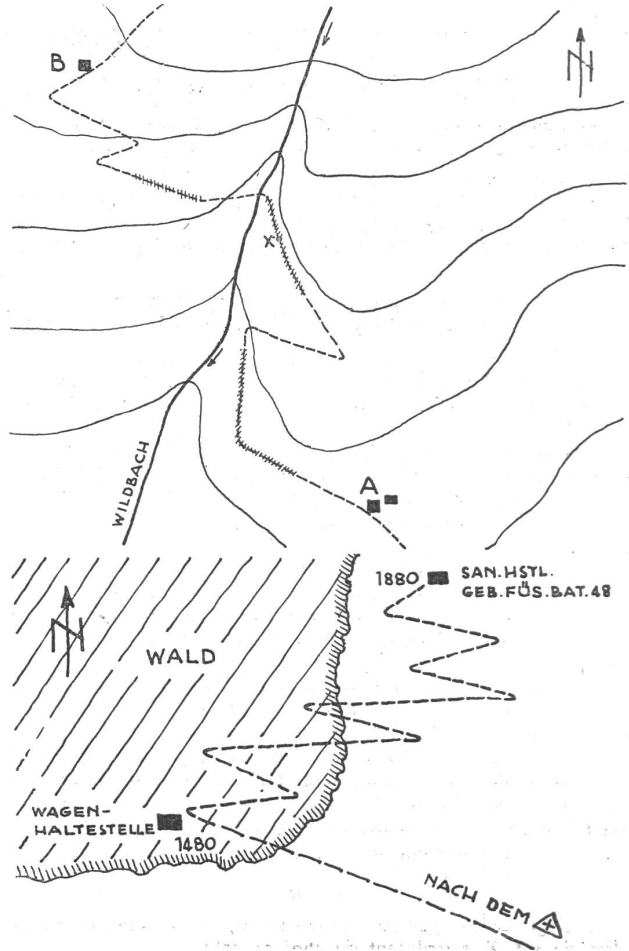 B
N
X
WILDBACH
A
1880
SAN. HSTL.
GEB. FÜS. BAT. 48
N
WALD
WAGEN-
HALTESTELLE
1480
NACH DEM